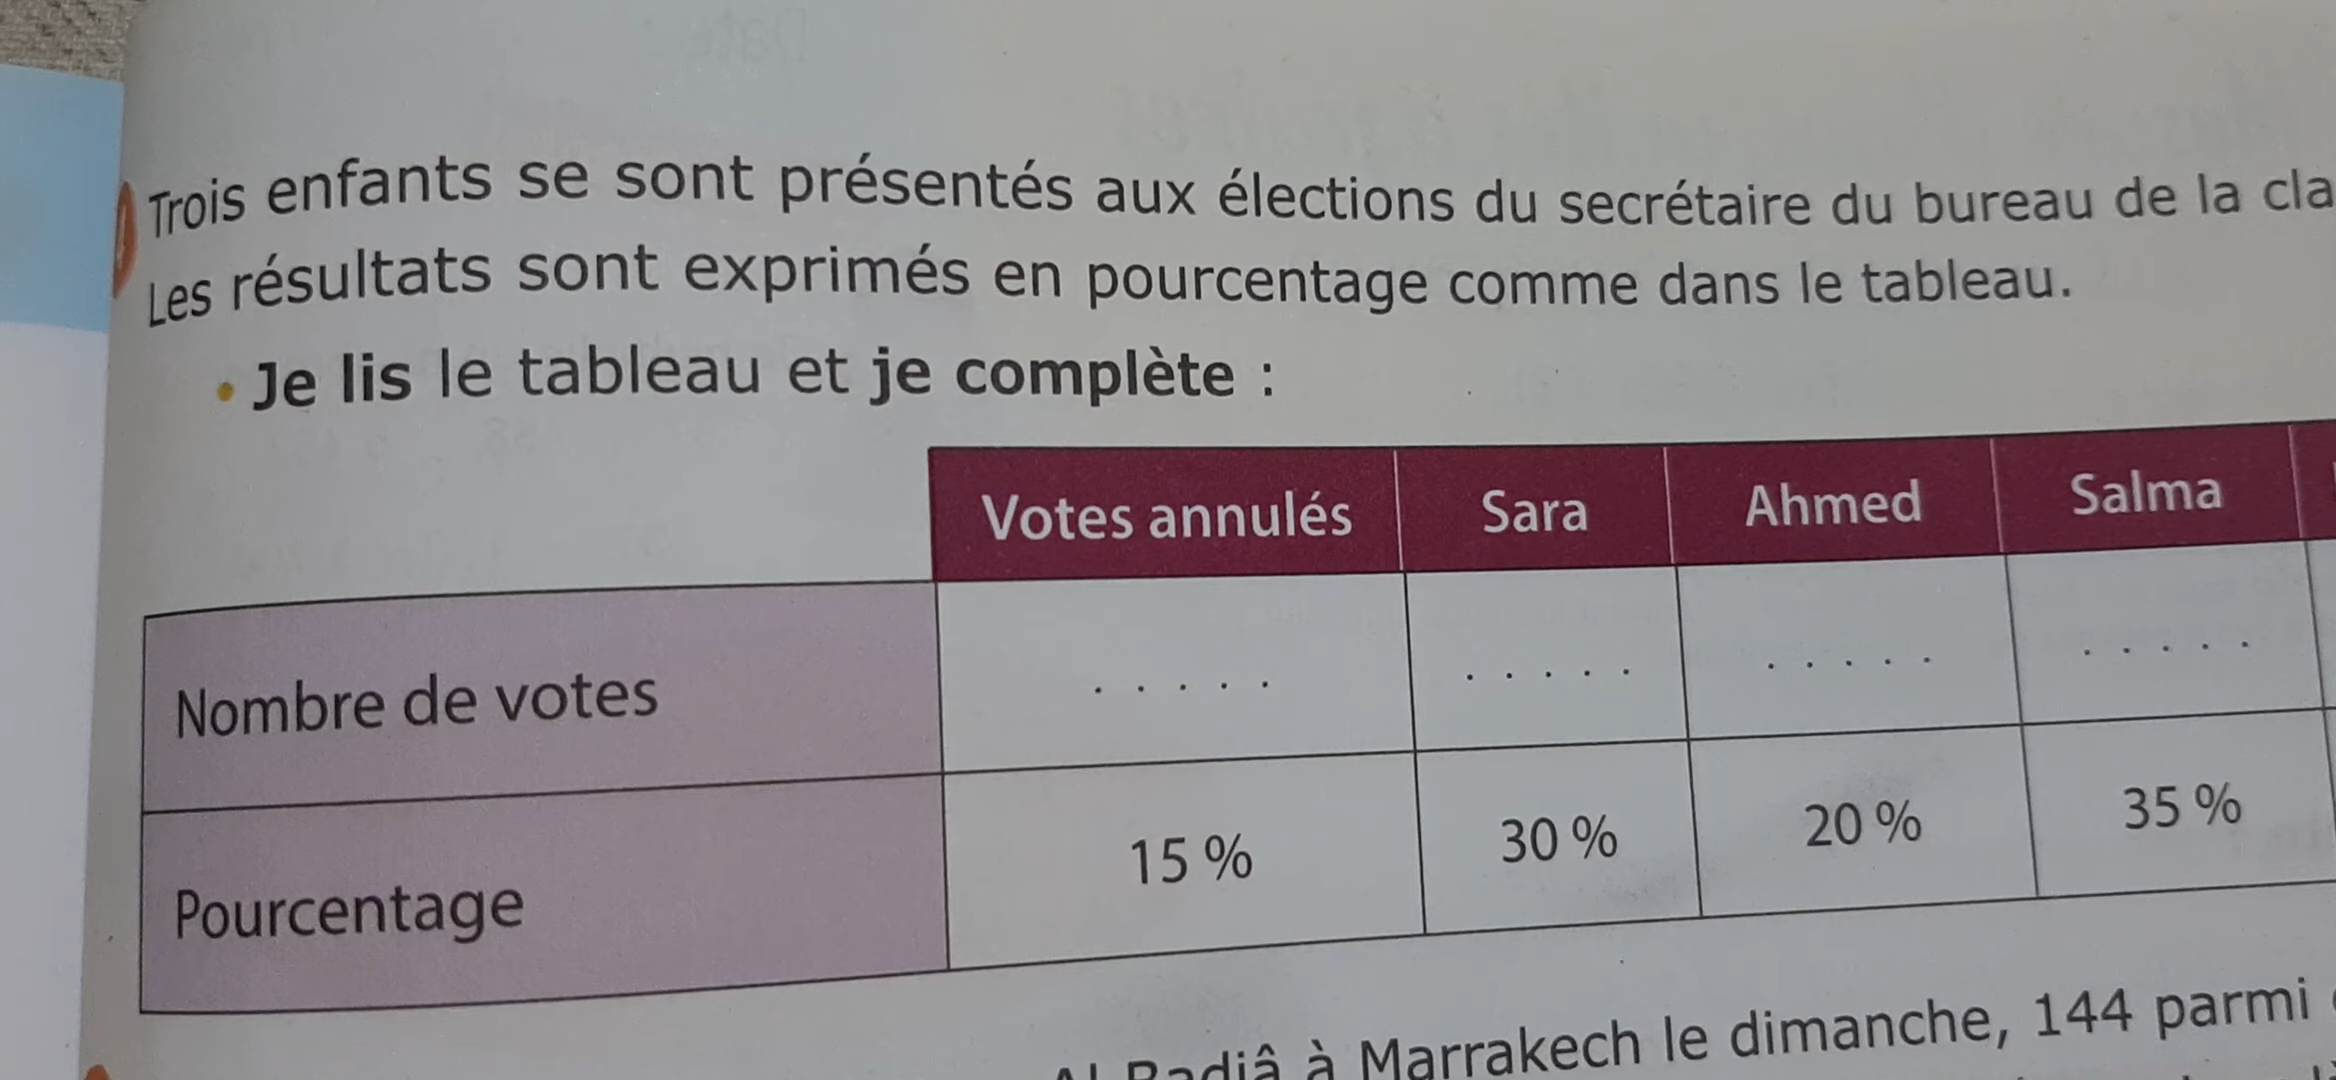 Trois enfants se sont présentés aux élections du secrétaire du bureau de la cla
Les résultats sont exprimés en pourcentage comme dans le tableau.
• Je lis le tableau et je complète :
Votes annulés Sara Ahmed Salma
Nombre de votes ..... ..... ..... .....
Pourcentage 15 % 30 % 20 % 35 %
à Marrakech le dimanche, 144 parmi